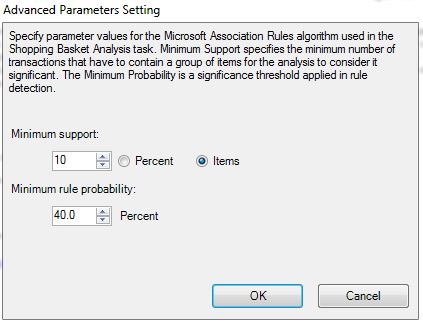 Advanced Parameters Setting
Specify parameter values for the Microsoft Association Rules algorithm used in the
Shopping Basket Analysis task. Minimum Support specifies the minimum number of
transactions that have to contain a group of items for the analysis to consider it
significant. The Minimum Probability is a significance threshold applied in rule
detection.
Minimum support:
10 Percent Items
Minimum rule probability:
40.0 Percent
OK Cancel